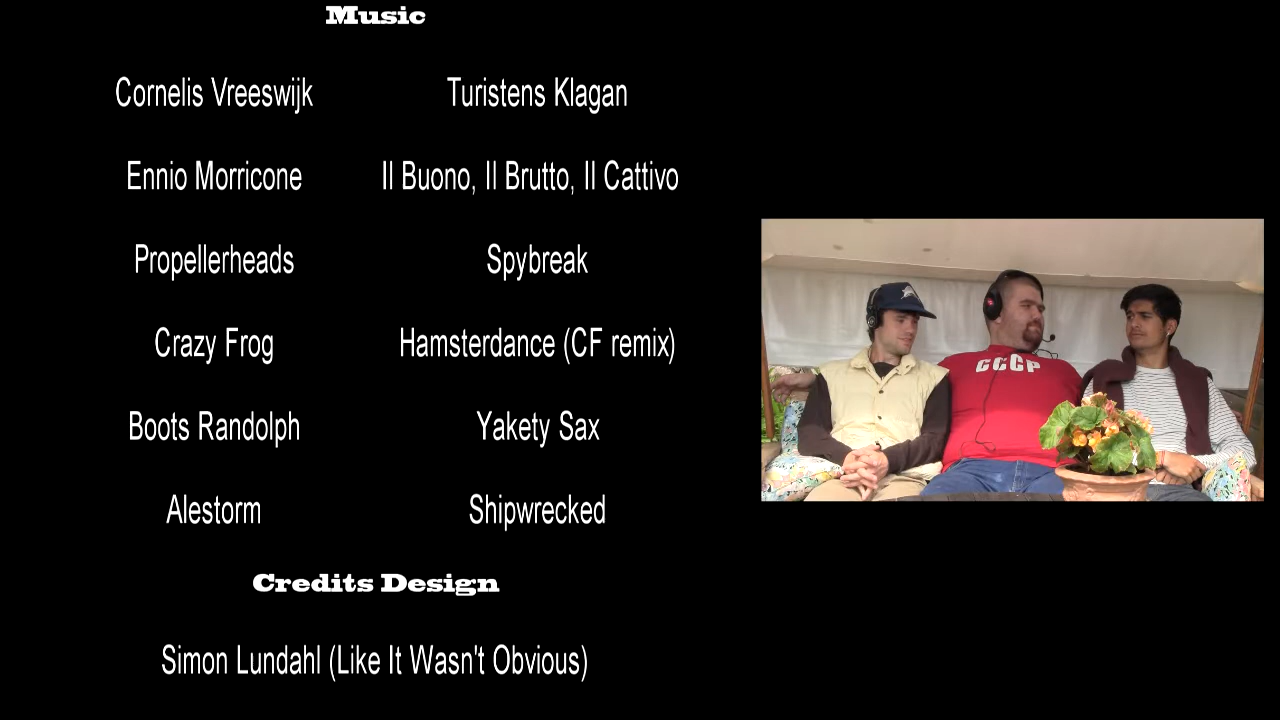 Music
Cornelis Vreeswijk Turistens Klagan
Ennio Morricone Il Buono, Il Brutto, Il Cattivo
Propellerheads Spybreak
Crazy Frog Hamsterdance (CF remix)
Boots Randolph Yakety Sax
Alestorm Shipwrecked
Credits Design
Simon Lundahl (Like It Wasn't Obvious)
CCCP